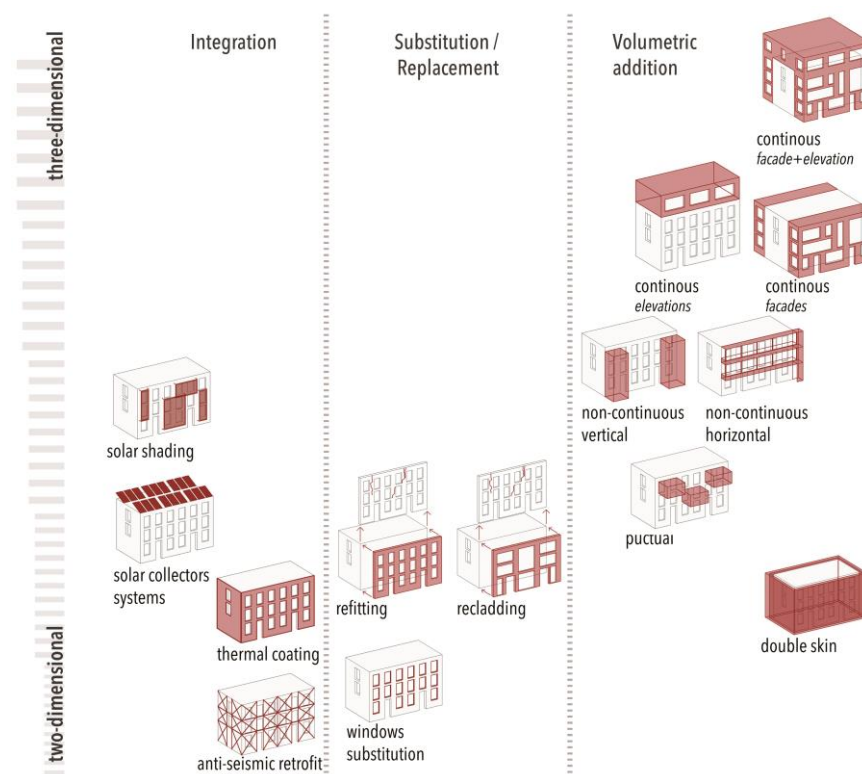 three-dimensional
Integration
Substitution /
Replacement
Volumetric
addition
continous
facade+elevation
continous
elevations
continous
facades
solar shading
non-continuous
vertical
non-continuous
horizontal
solar collectors
systems
refitting
recladding
puctual
thermal coating
double skin
two-dimensional
anti-seismic retrofit
windows
substitution